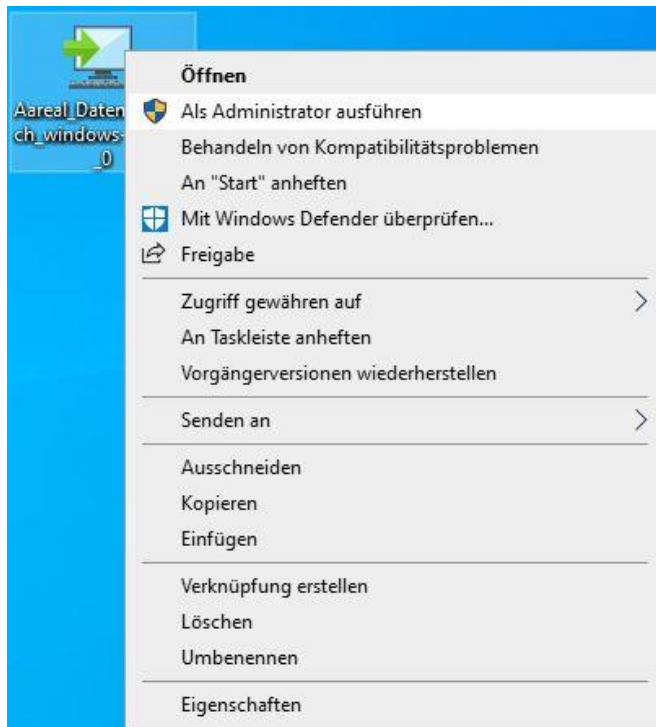 Aareal_Daten
ch_windows-
_0
Öffnen
Als Administrator ausführen
Behandeln von Kompatibilitätsproblemen
An "Start" anheften
Mit Windows Defender überprüfen...
Freigabe
Zugriff gewähren auf
An Taskleiste anheften
Vorgängerversionen wiederherstellen
Senden an
Ausschneiden
Kopieren
Einfügen
Verknüpfung erstellen
Löschen
Umbenennen
Eigenschaften